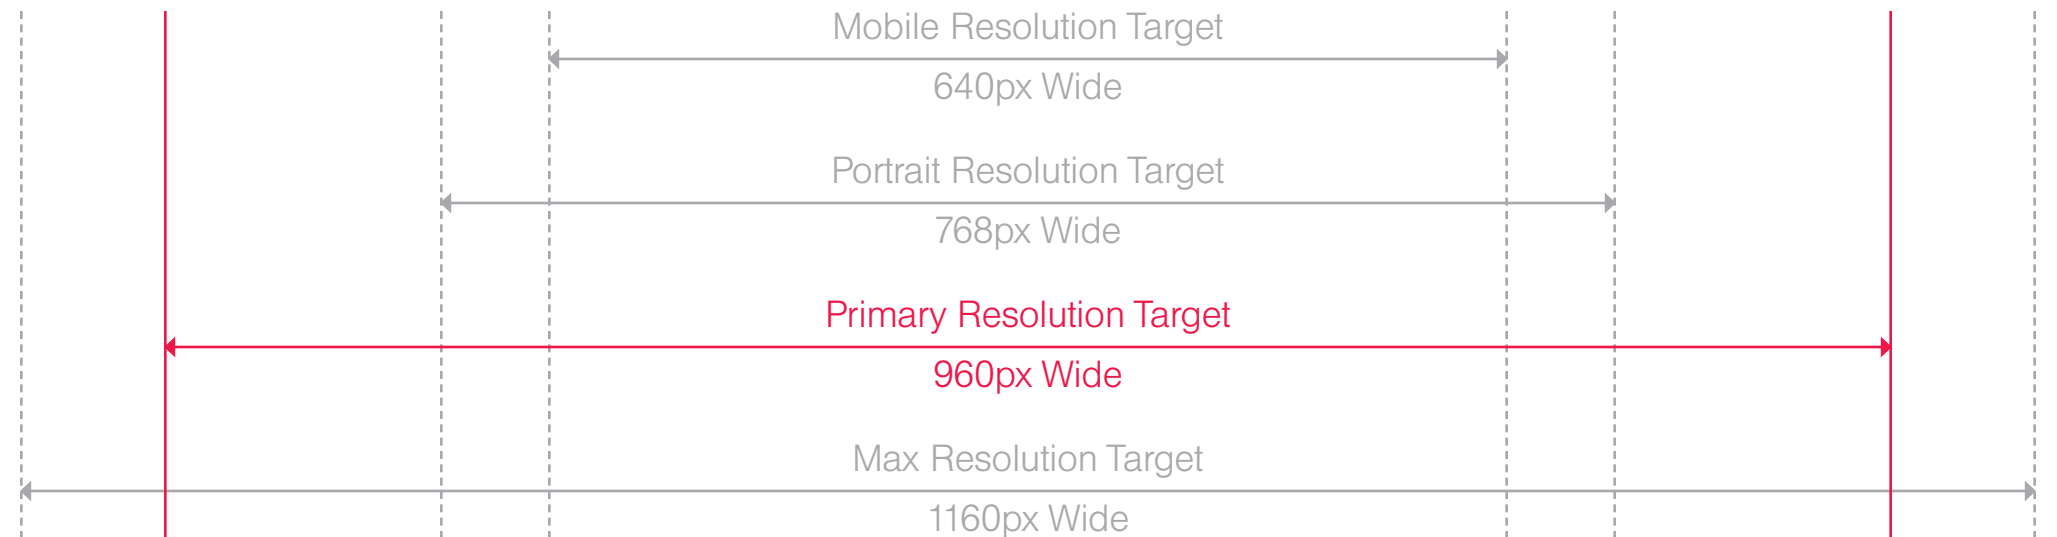 Mobile Resolution Target
640px Wide
Portrait Resolution Target
768px Wide
Primary Resolution Target
960px Wide
Max Resolution Target
1160px Wide